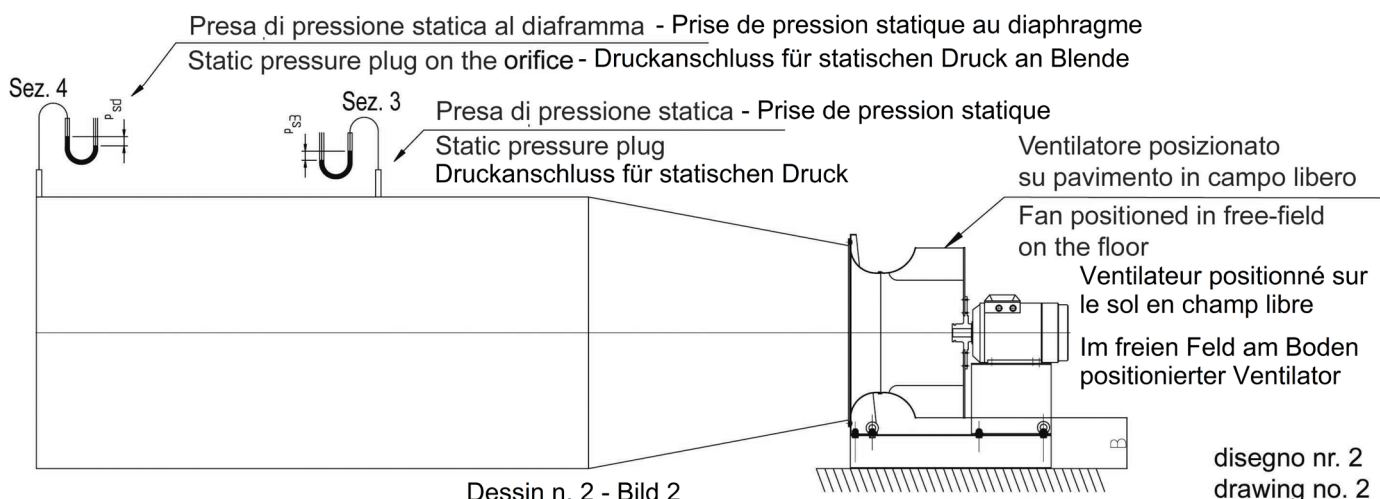 Presa di pressione statica al diaframma - Prise de pression statique au diaphragme
Static pressure plug on the orifice - Druckanschluss für statischen Druck an Blende
Sez. 4
Psd
Sez. 3
Ps3
Presa di pressione statica - Prise de pression statique
Static pressure plug
Druckanschluss für statischen Druck
Ventilatore posizionato
su pavimento in campo libero
Fan positioned in free-field
on the floor
Ventilateur positionné sur
le sol en champ libre
Im freien Feld am Boden
positionierter Ventilator
B
disegno nr. 2
drawing no. 2
Dessin n. 2 - Bild 2